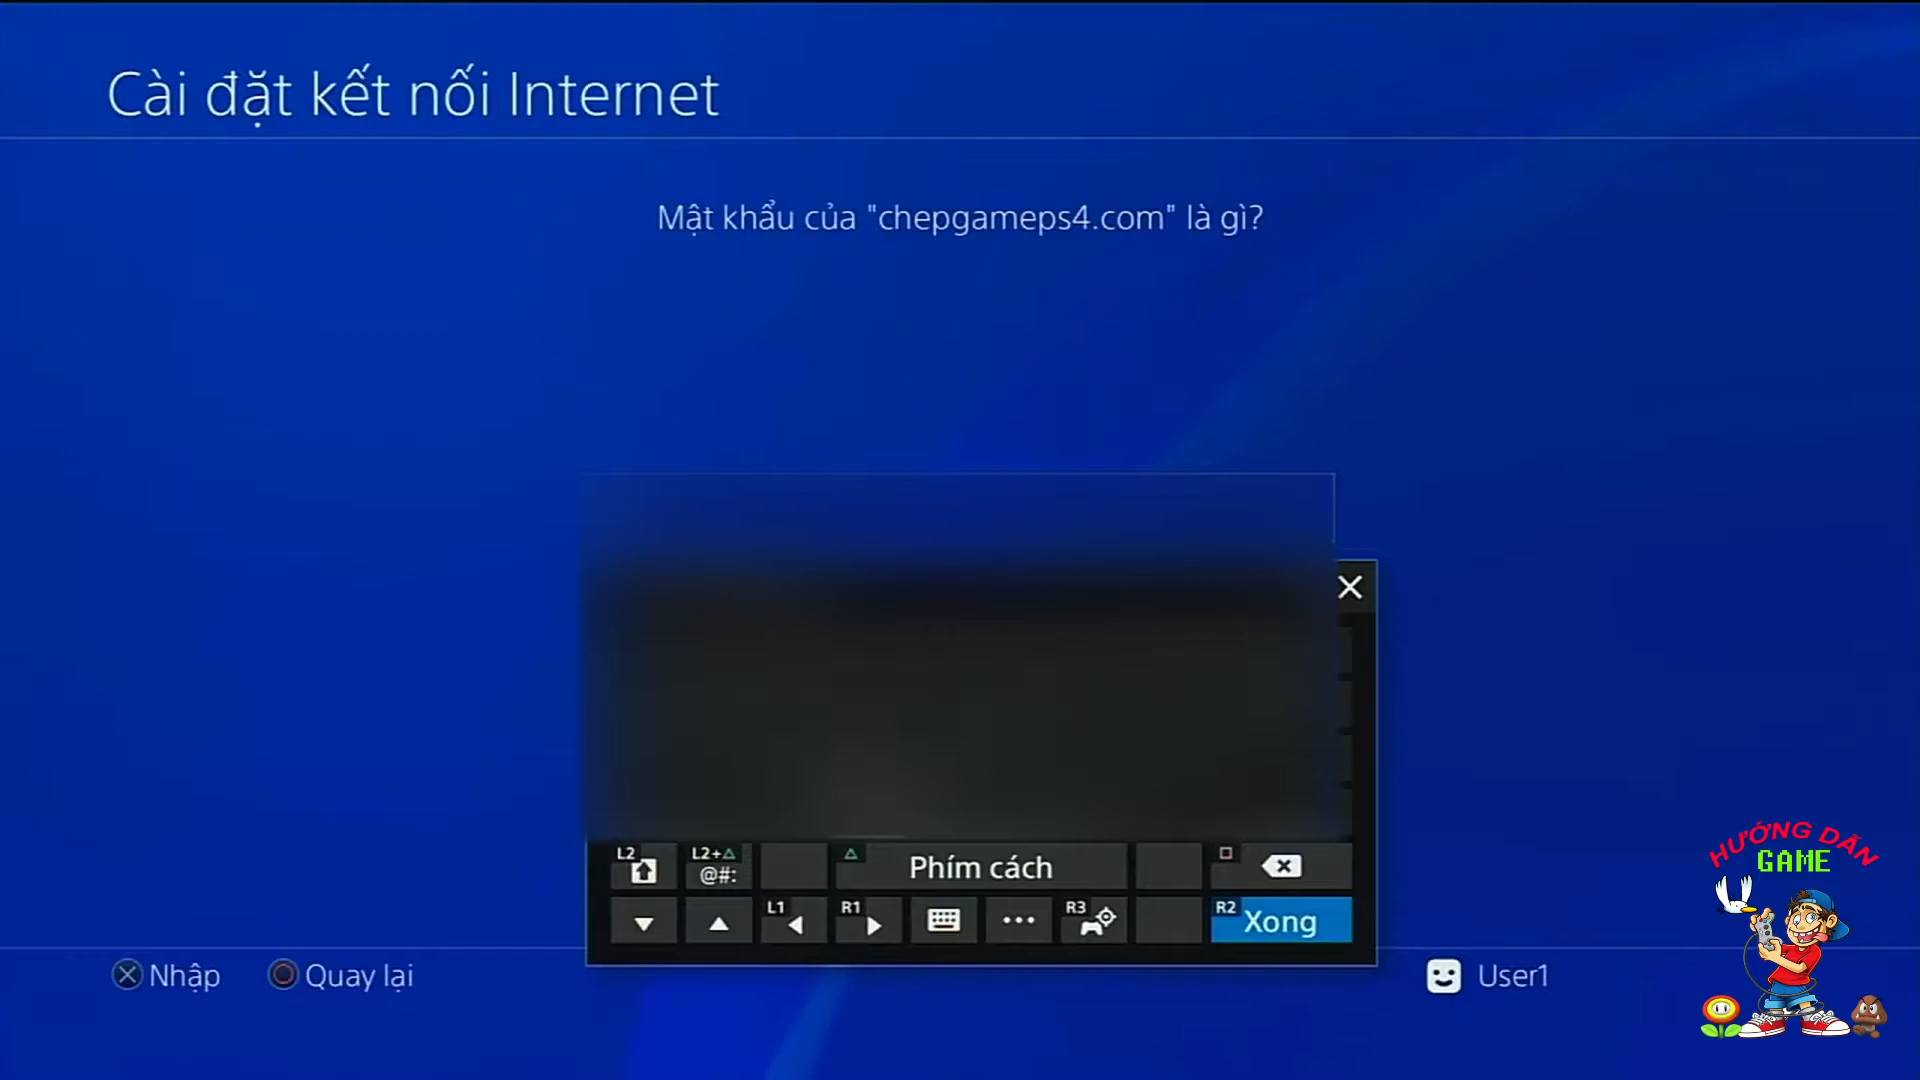 Cài đặt kết nối Internet
Mật khẩu của "chepgameps4.com" là gì?
L2
L2+△ @#:
△ Phím cách
L1
R1
R3
R2 Xong
Nhập
Quay lại
User1
HƯỚNG DẪN
GAME